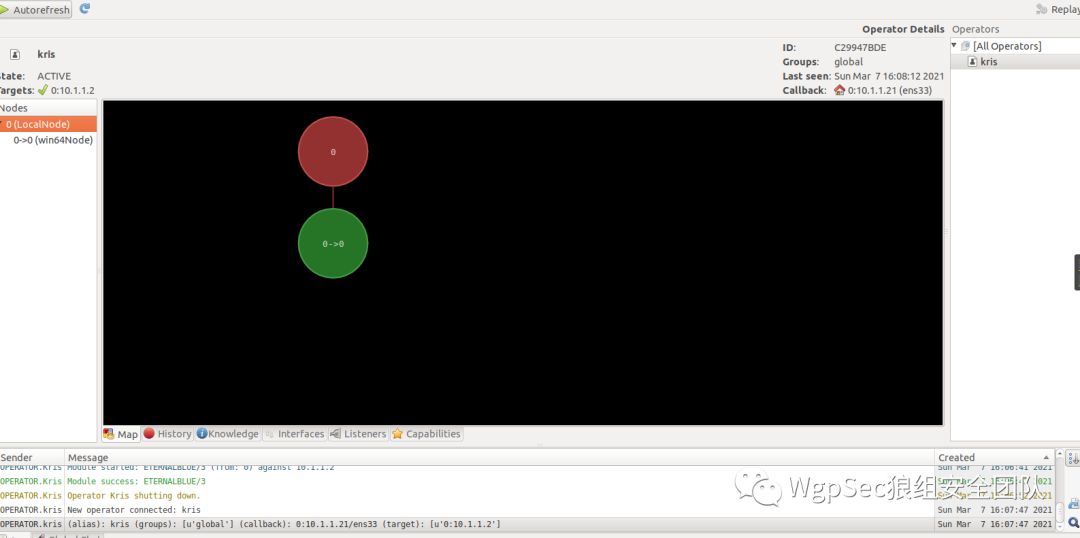 Autorefresh
Replay
Operator Details
Operators
kris
ID: C29947BDE
Groups: global
State: ACTIVE
Last seen: Sun Mar 7 16:08:12 2021
Targets: 0:10.1.1.2
Callback: 0:10.1.1.21 (ens33)
[All Operators]
kris
Nodes
0 (LocalNode)
0->0 (win64Node)
0
0->0
Map History Knowledge Interfaces Listeners Capabilities
Sender Message Created
OPERATOR.Kris Module started: ETERNALBLUE/3 (from: 0) against 10.1.1.2 Sun Mar 7 16:06:41 2021
OPERATOR.Kris Module success: ETERNALBLUE/3 Sun Mar
OPERATOR.Kris Operator Kris shutting down. Sun Mar
OPERATOR.kris New operator connected: kris Sun Mar 7 16:07:47 2021
OPERATOR.kris (alias): kris (groups): [u'global'] (callback): 0:10.1.1.21/ens33 (target): [u'0:10.1.1.2'] Sun Mar 7 16:07:47 2021
WgpSec狼组安全团队